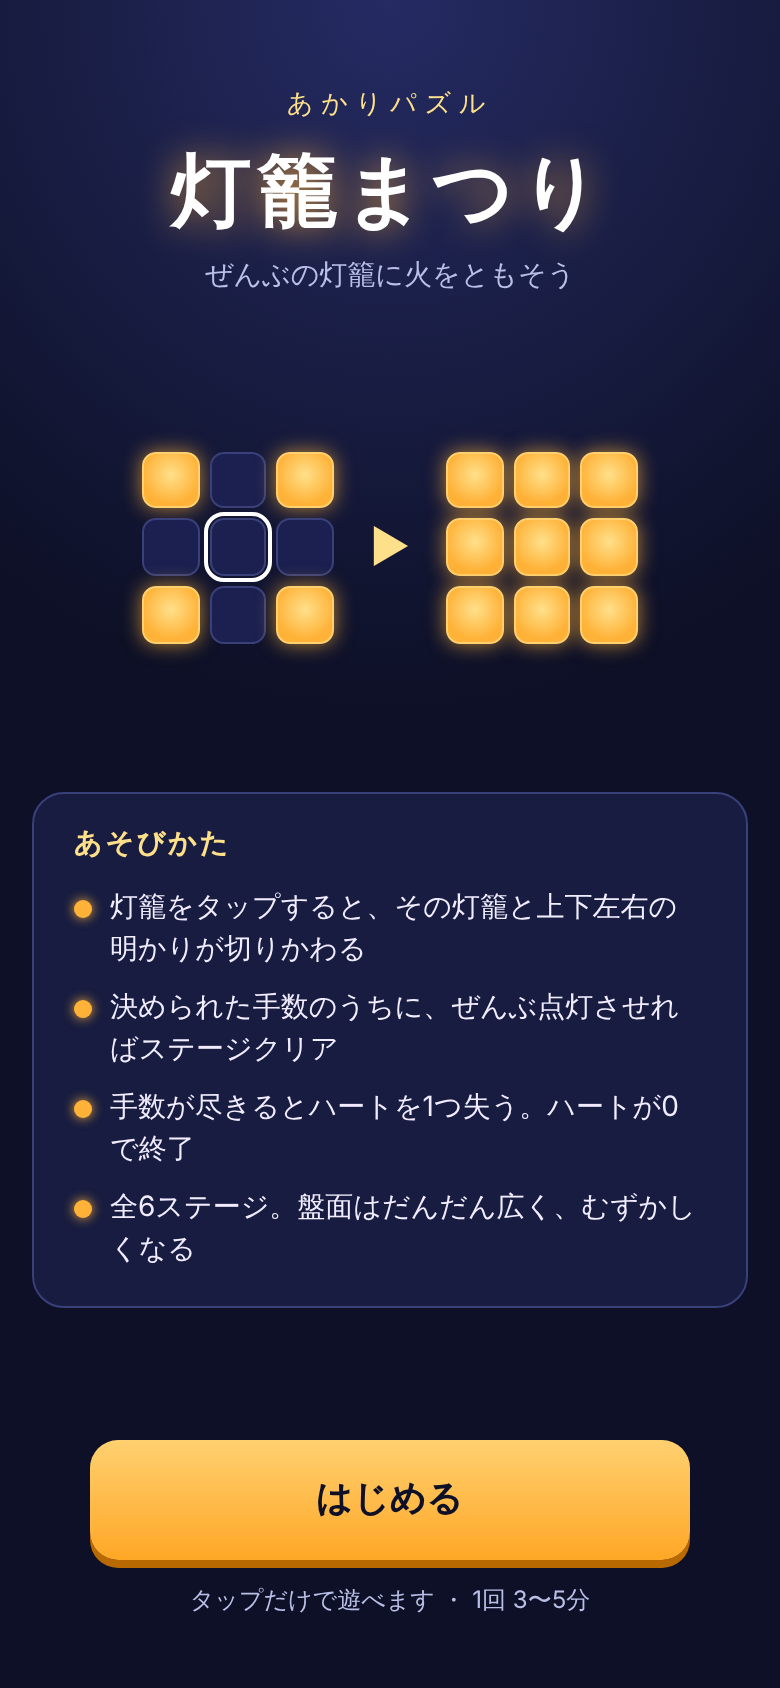 あかりパズル
灯籠まつり
ぜんぶの灯籠に火をともそう
あそびかた
灯籠をタップすると、その灯籠と上下左右の
明かりが切りかわる
決められた手数のうちに、ぜんぶ点灯させれ
ばステージクリア
手数が尽きるとハートを1つ失う。ハートが0
で終了
全6ステージ。盤面はだんだん広く、むずかし
くなる
はじめる
タップだけで遊べます ・ 1回 3〜5分